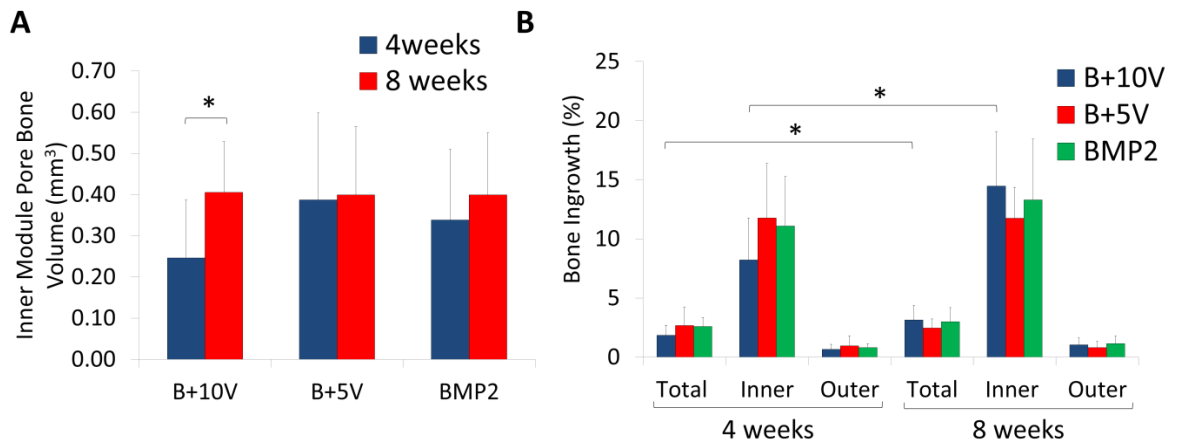 A
4weeks
8 weeks
Inner Module Pore Bone
Volume (mm³)
0.70
0.60
0.50
0.40
0.30
0.20
0.10
0.00
*
B+10V
B+5V
BMP2
B
B+10V
B+5V
BMP2
Bone Ingrowth (%)
25
20
15
10
5
0
*
*
Total Inner Outer Total Inner Outer
4 weeks 8 weeks